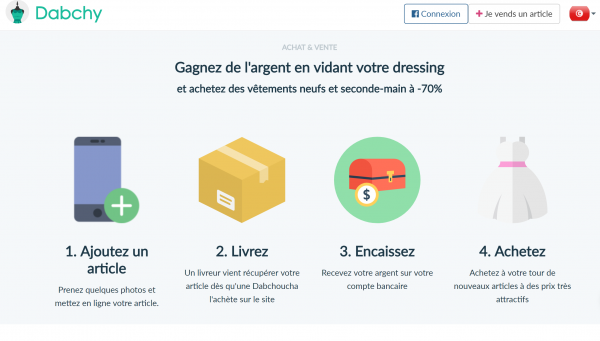 Dabchy
Connexion
Je vends un article
ACHAT & VENTE
Gagnez de l'argent en vidant votre dressing
et achetez des vêtements neufs et seconde-main à -70%
$
1. Ajoutez un
article
Prenez quelques photos et
mettez en ligne votre article.
2. Livrez
Un livreur vient récupérer votre
article dès qu'une Dabchoucha
l'achète sur le site
3. Encaissez
Recevez votre argent sur votre
compte bancaire
4. Achetez
Achetez à votre tour de
nouveaux articles à des prix très
attractifs